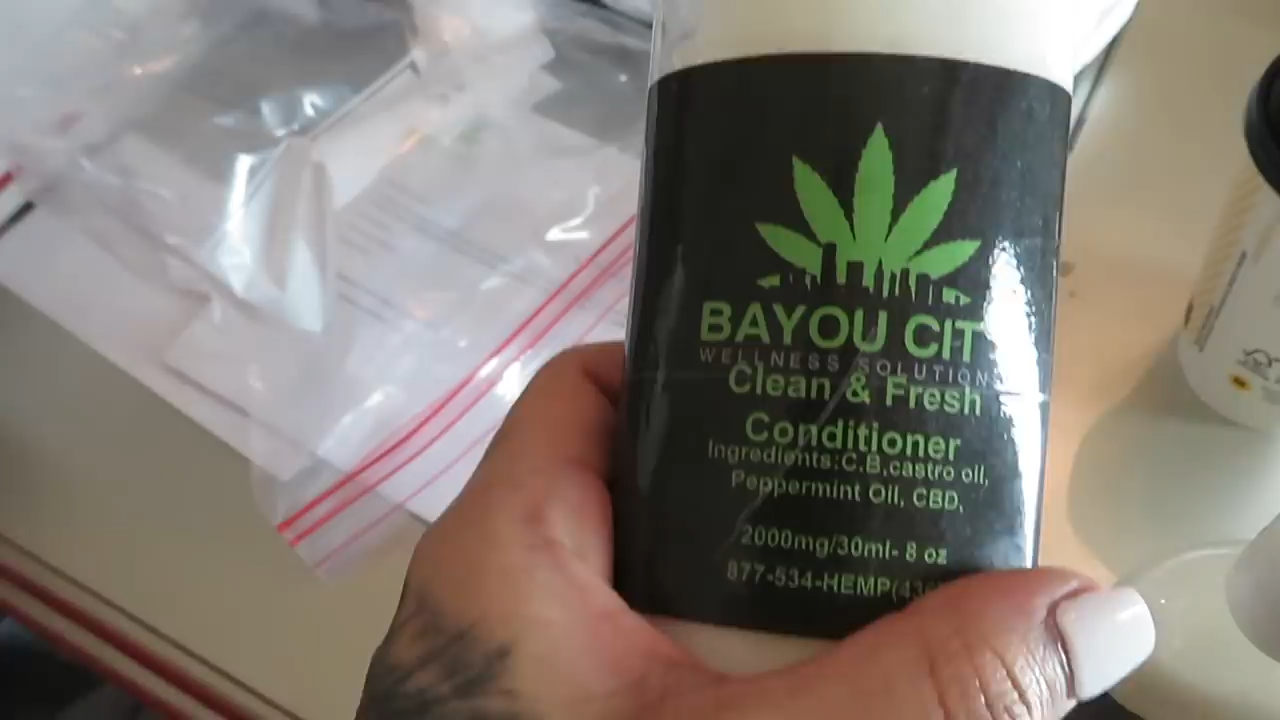 BAYOU CIT
WELLNESS SOLUTION
Clean & Fresh
Conditioner
Ingredients:C.B,castro oil,
Peppermint Oil, CBD,
2000mg/30ml- 8 oz
877-534-HEMP(43